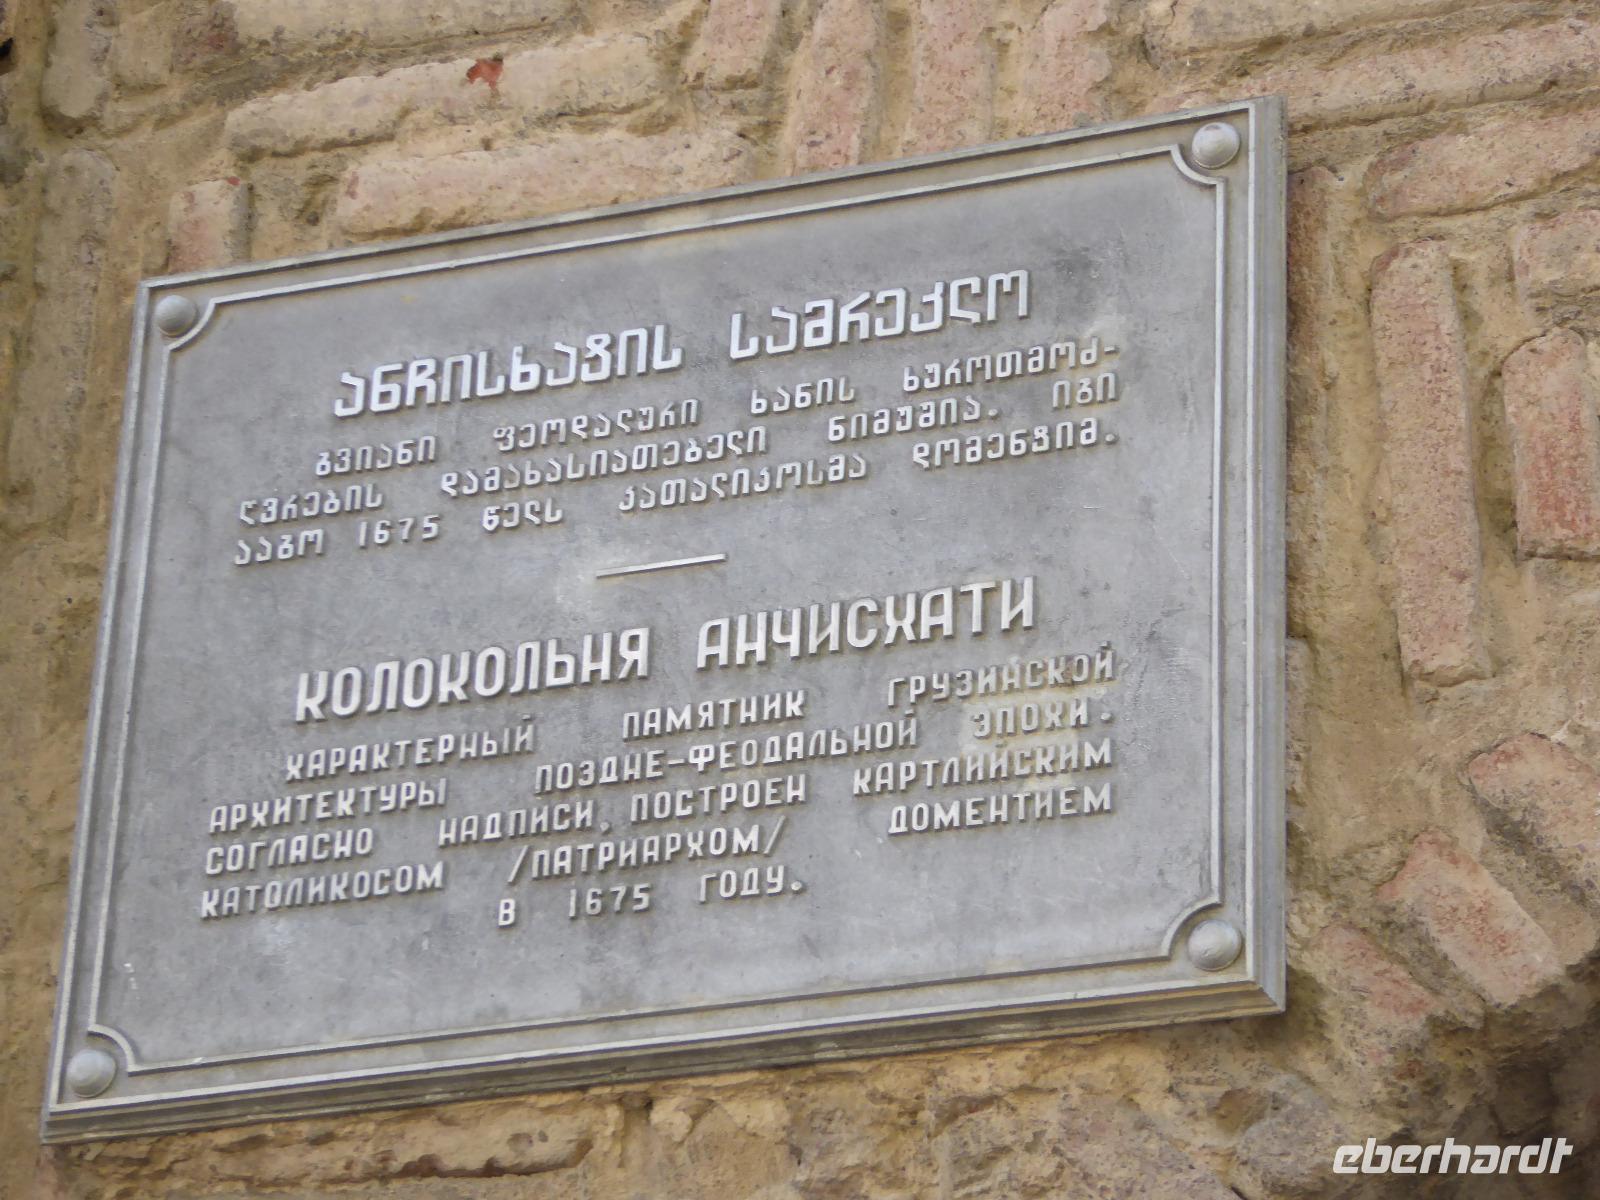 ანჩისხატის სამრეკლო
გვიანი ფეოდალური ხანის ხუროთმოძ-
ღვრების დამახასიათებელი ნიმუშია. იგი
ააგო 1675 წელს კათალიკოსმა დომენტიმ.
КОЛОКОЛЬНЯ АНЧИСХАТИ
ХАРАКТЕРНЫЙ ПАМЯТНИК ГРУЗИНСКОЙ
АРХИТЕКТУРЫ ПОЗДНЕ-ФЕОДАЛЬНОЙ ЭПОХИ.
СОГЛАСНО НАДПИСИ, ПОСТРОЕН КАРТЛИЙСКИМ
КАТОЛИКОСОМ /ПАТРИАРХОМ/ ДОМЕНТИЕМ
В 1675 ГОДУ.
eberhardt